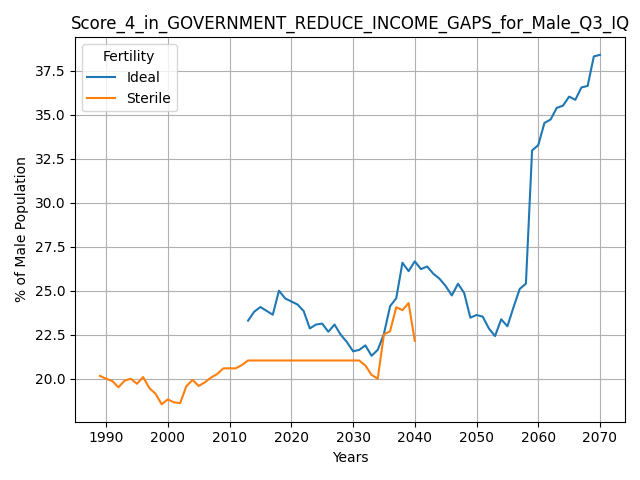 Score_4_in_GOVERNMENT_REDUCE_INCOME_GAPS_for_Male_Q3_IQ
Fertility
Ideal
Sterile
% of Male Population
37.5
35.0
32.5
30.0
27.5
25.0
22.5
20.0
1990 2000 2010 2020 2030 2040 2050 2060 2070
Years